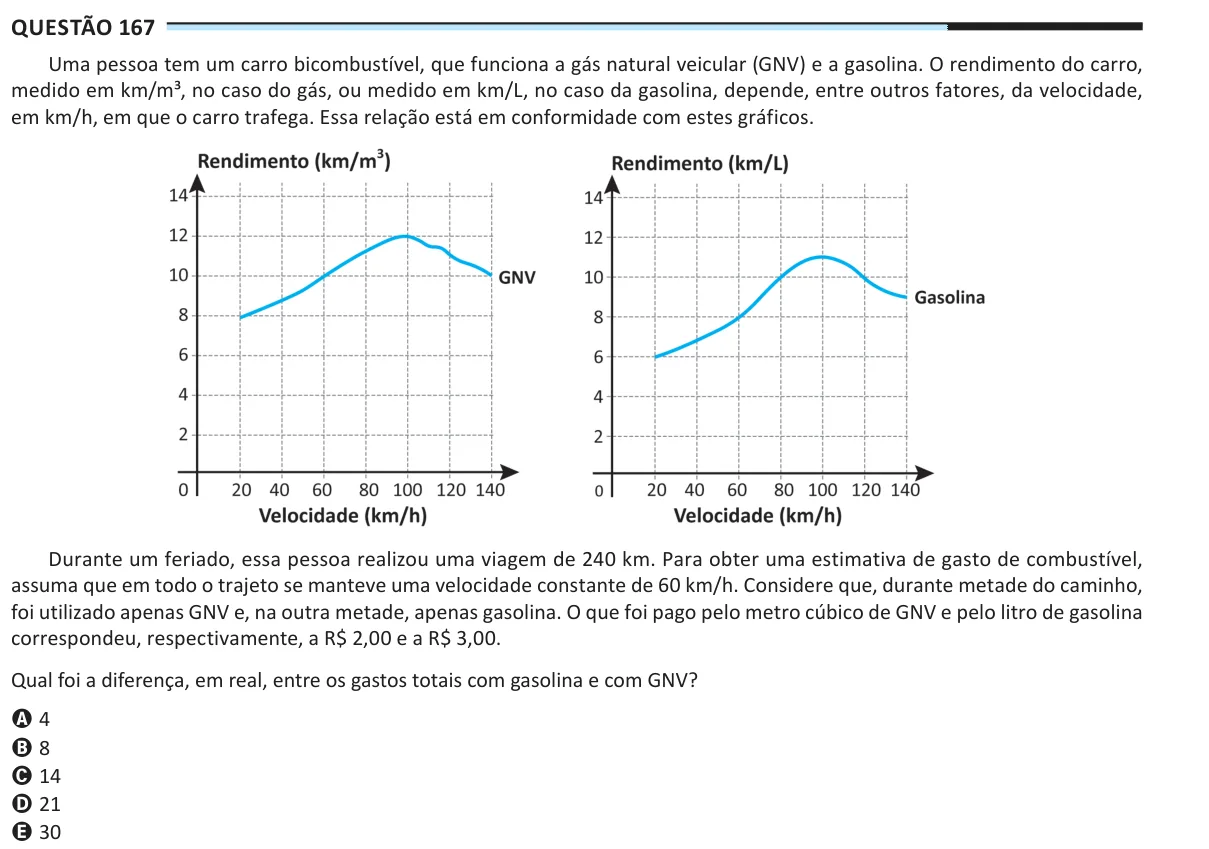 QUESTÃO 167
Uma pessoa tem um carro bicombustível, que funciona a gás natural veicular (GNV) e a gasolina. O rendimento do carro,
medido em km/m³, no caso do gás, ou medido em km/L, no caso da gasolina, depende, entre outros fatores, da velocidade,
em km/h, em que o carro trafega. Essa relação está em conformidade com estes gráficos.
Rendimento (km/m³)
14
12
10
8
6
4
2
0 20 40 60 80 100 120 140
Velocidade (km/h)
GNV
Rendimento (km/L)
14
12
10
8
6
4
2
0 20 40 60 80 100 120 140
Velocidade (km/h)
Gasolina
Durante um feriado, essa pessoa realizou uma viagem de 240 km. Para obter uma estimativa de gasto de combustível,
assuma que em todo o trajeto se manteve uma velocidade constante de 60 km/h. Considere que, durante metade do caminho,
foi utilizado apenas GNV e, na outra metade, apenas gasolina. O que foi pago pelo metro cúbico de GNV e pelo litro de gasolina
correspondeu, respectivamente, a R$ 2,00 e a R$ 3,00.
Qual foi a diferença, em real, entre os gastos totais com gasolina e com GNV?
A 4
B 8
C 14
D 21
E 30